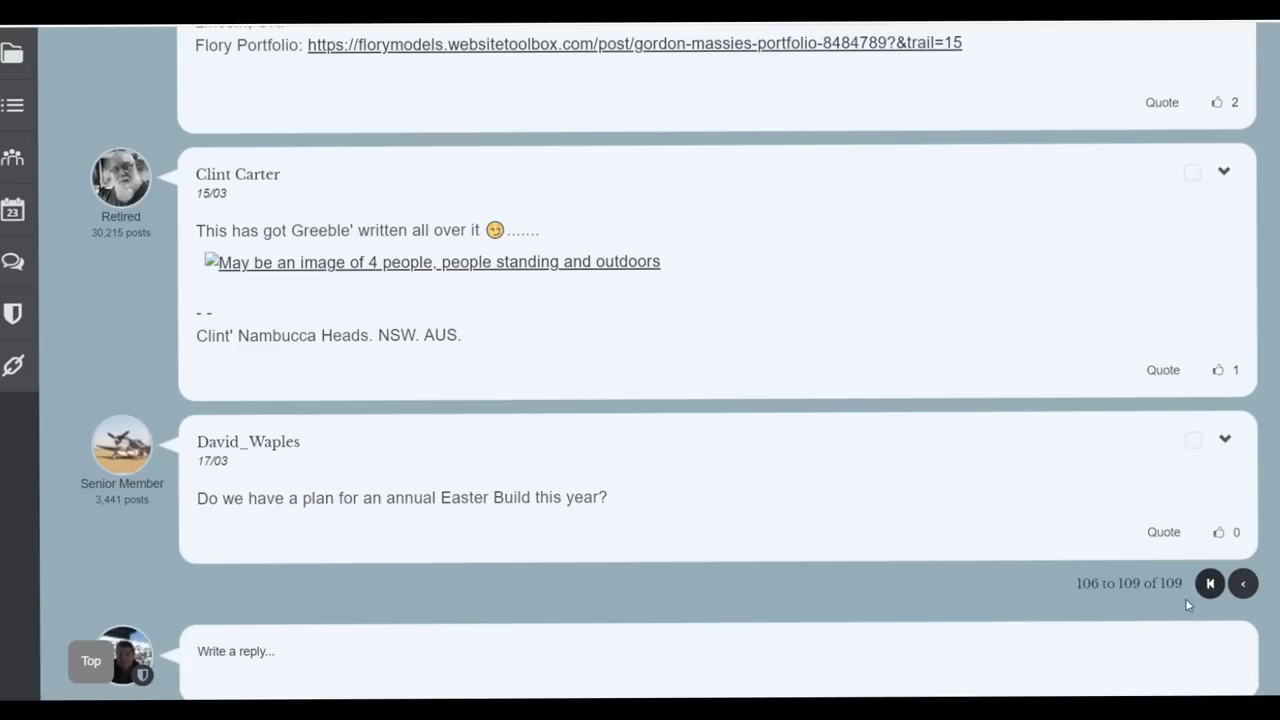 Flory Portfolio: https://florymodels.websitetoolbox.com/post/gordon-massies-portfolio-8484789?&trail=15
Quote 2
Clint Carter
15/03
Retired
30,215 posts
This has got Greeble' written all over it 😏.......
May be an image of 4 people, people standing and outdoors
- -
Clint' Nambucca Heads. NSW. AUS.
Quote 1
David_Waples
17/03
Senior Member
3,441 posts
Do we have a plan for an annual Easter Build this year?
Quote 0
106 to 109 of 109
Write a reply...
Top
23